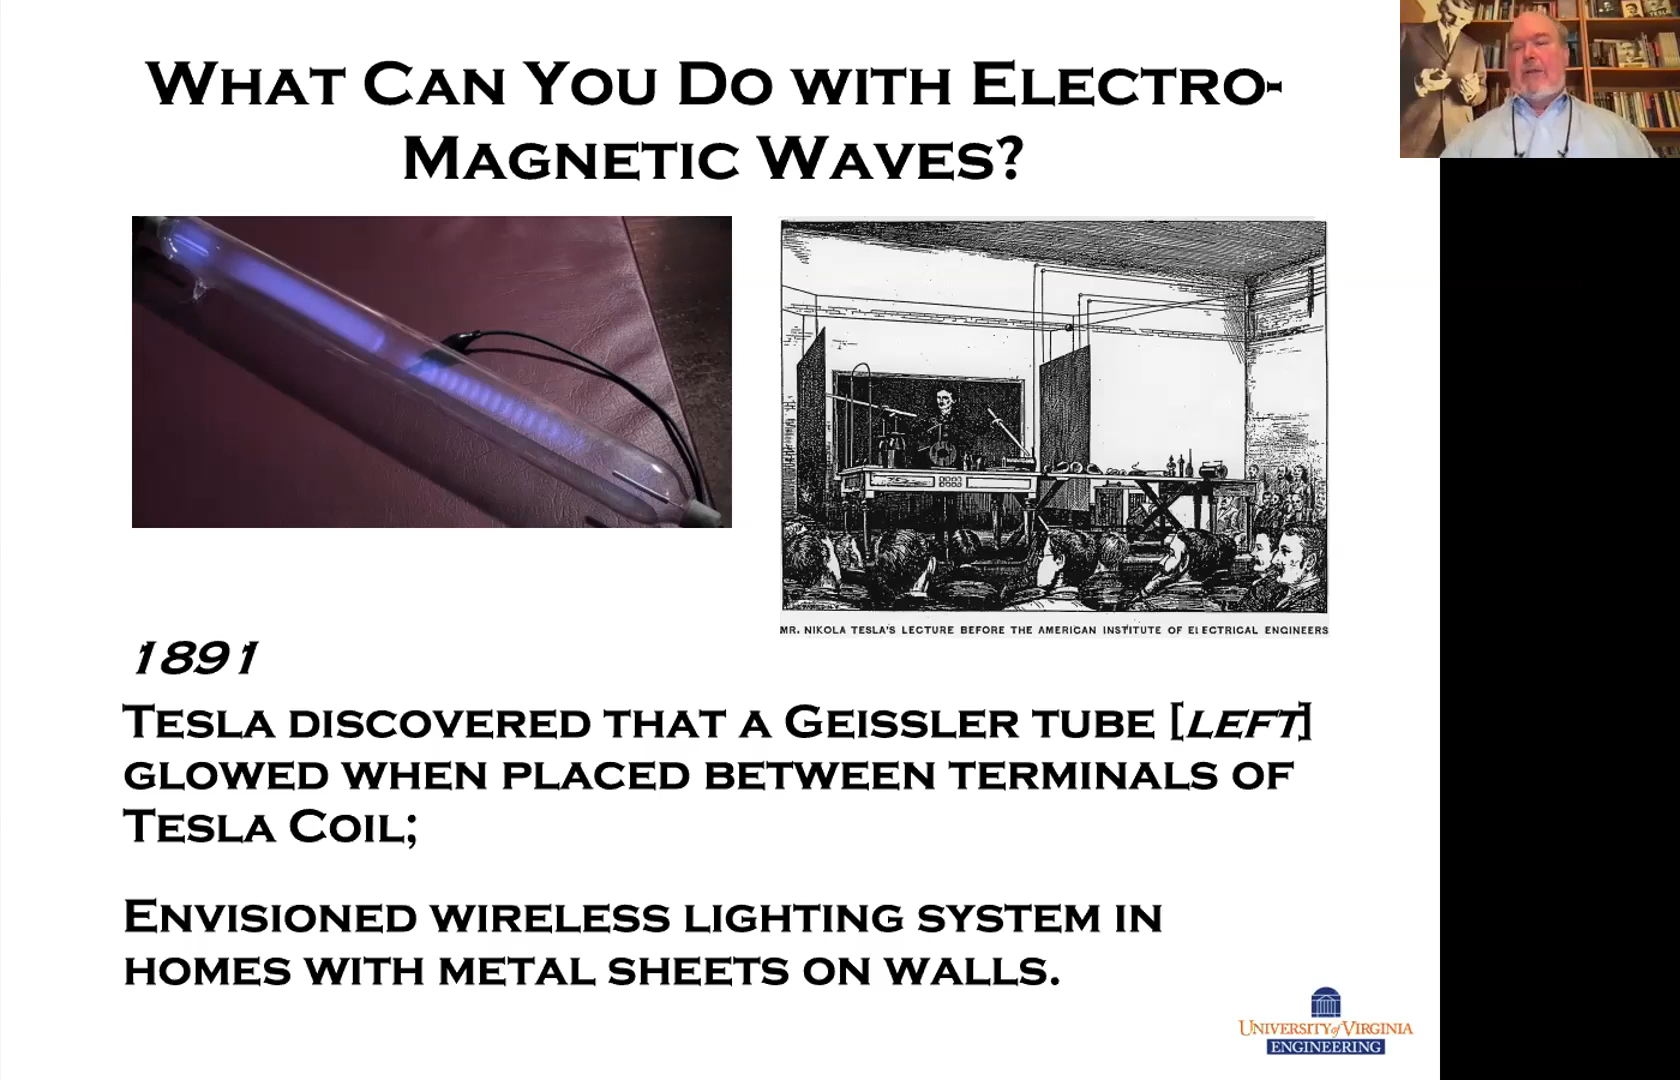 What Can You Do with Electro-
Magnetic Waves?
TESLA
MR. NIKOLA TESLA'S LECTURE BEFORE THE AMERICAN INSTITUTE OF ELECTRICAL ENGINEERS
1891
Tesla discovered that a Geissler tube [left]
glowed when placed between terminals of
Tesla Coil;
Envisioned wireless lighting system in
homes with metal sheets on walls.
UNIVERSITY of VIRGINIA
ENGINEERING